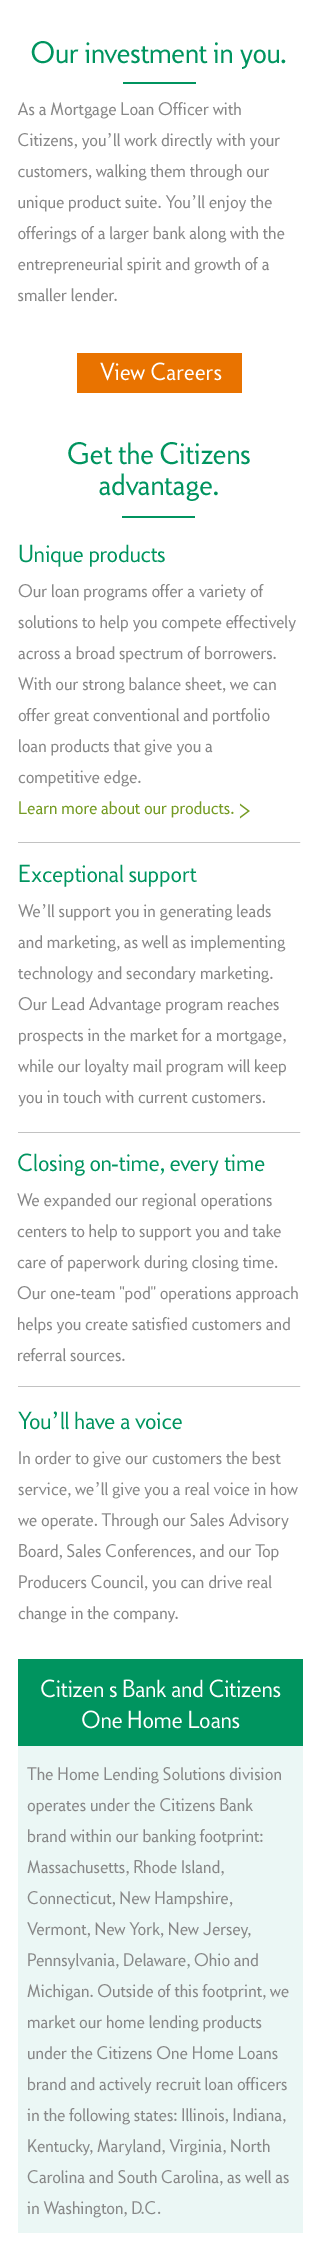 Our investment in you.
As a Mortgage Loan Officer with
Citizens, you’ll work directly with your
customers, walking them through our
unique product suite. You’ll enjoy the
offerings of a larger bank along with the
entrepreneurial spirit and growth of a
smaller lender.
View Careers
Get the Citizens
advantage.
Unique products
Our loan programs offer a variety of
solutions to help you compete effectively
across a broad spectrum of borrowers.
With our strong balance sheet, we can
offer great conventional and portfolio
loan products that give you a
competitive edge.
Learn more about our products. >
Exceptional support
We’ll support you in generating leads
and marketing, as well as implementing
technology and secondary marketing.
Our Lead Advantage program reaches
prospects in the market for a mortgage,
while our loyalty mail program will keep
you in touch with current customers.
Closing on-time, every time
We expanded our regional operations
centers to help to support you and take
care of paperwork during closing time.
Our one-team "pod" operations approach
helps you create satisfied customers and
referral sources.
You’ll have a voice
In order to give our customers the best
service, we’ll give you a real voice in how
we operate. Through our Sales Advisory
Board, Sales Conferences, and our Top
Producers Council, you can drive real
change in the company.
Citizen s Bank and Citizens
One Home Loans
The Home Lending Solutions division
operates under the Citizens Bank
brand within our banking footprint:
Massachusetts, Rhode Island,
Connecticut, New Hampshire,
Vermont, New York, New Jersey,
Pennsylvania, Delaware, Ohio and
Michigan. Outside of this footprint, we
market our home lending products
under the Citizens One Home Loans
brand and actively recruit loan officers
in the following states: Illinois, Indiana,
Kentucky, Maryland, Virginia, North
Carolina and South Carolina, as well as
in Washington, D.C.